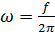 ω = f / 2π